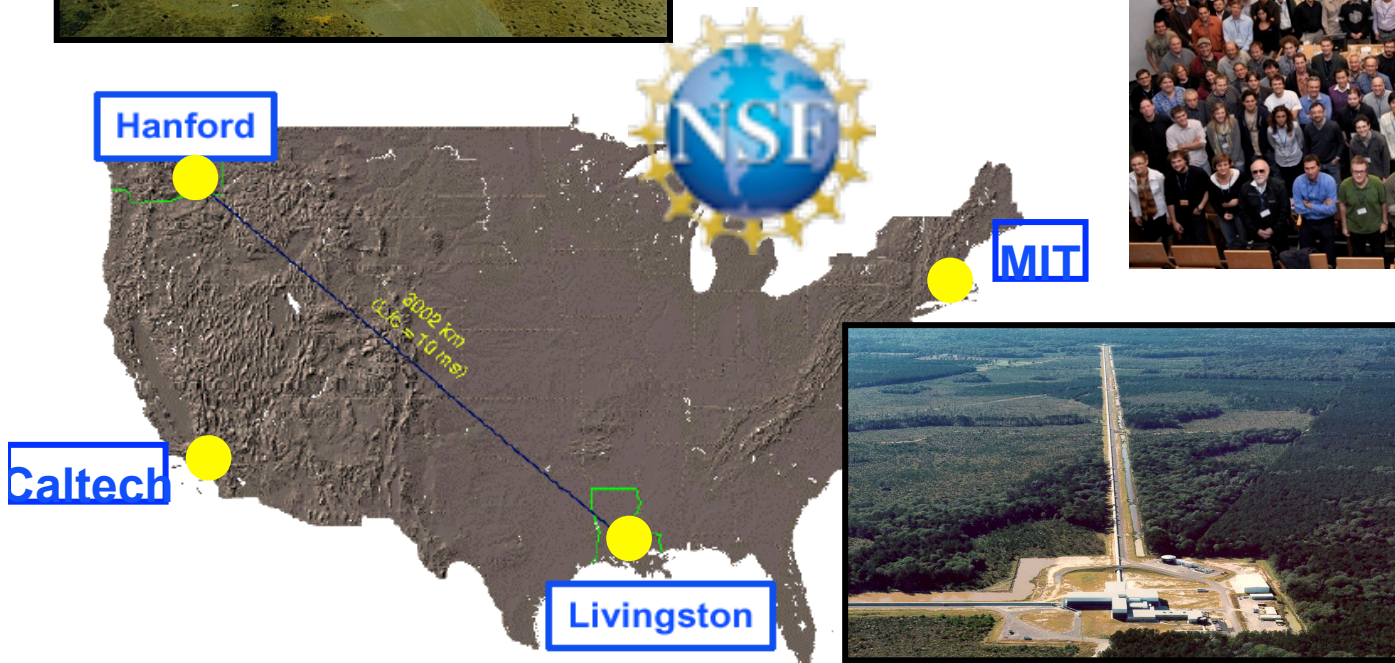 Hanford
NSF
MIT
3002 km
(L/c = 10 ms)
Caltech
Livingston